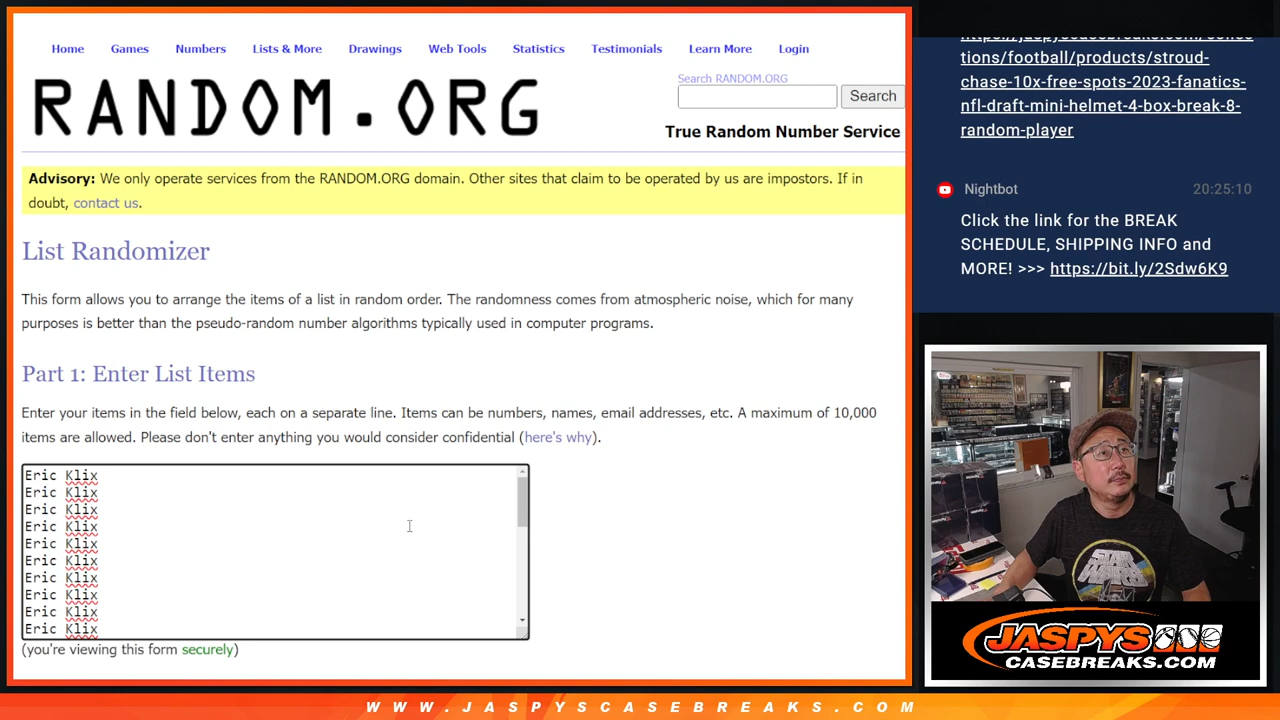 Home Games Numbers Lists & More Drawings Web Tools Statistics Testimonials Learn More Login
RANDOM.ORG
Search RANDOM.ORG
Search
True Random Number Service
Advisory: We only operate services from the RANDOM.ORG domain. Other sites that claim to be operated by us are impostors. If in
doubt, contact us.
List Randomizer
This form allows you to arrange the items of a list in random order. The randomness comes from atmospheric noise, which for many
purposes is better than the pseudo-random number algorithms typically used in computer programs.
Part 1: Enter List Items
Enter your items in the field below, each on a separate line. Items can be numbers, names, email addresses, etc. A maximum of 10,000
items are allowed. Please don't enter anything you would consider confidential (here's why).
Eric Klix
Eric Klix
Eric Klix
Eric Klix
Eric Klix
Eric Klix
Eric Klix
Eric Klix
Eric Klix
Eric Klix
(you're viewing this form securely)
https://jaspyscasebreaks.com/collec
tions/football/products/stroud-
chase-10x-free-spots-2023-fanatics-
nfl-draft-mini-helmet-4-box-break-8-
random-player
Nightbot 20:25:10
Click the link for the BREAK
SCHEDULE, SHIPPING INFO and
MORE! >>> https://bit.ly/2Sdw6K9
STAR
WARS
JASPYS
CASEBREAKS.COM
WWW.JASPYSCASEBREAKS.COM